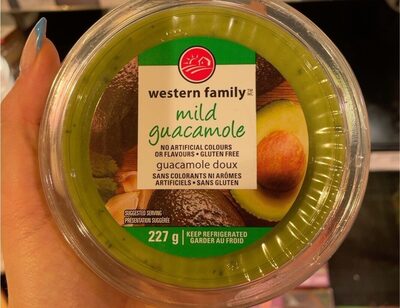 western family
mild
guacamole
NO ARTIFICIAL COLOURS
OR FLAVOURS • GLUTEN FREE
guacamole doux
SANS COLORANTS NI ARÔMES
ARTIFICIELS • SANS GLUTEN
SUGGESTED SERVING
PRÉSENTATION SUGGÉRÉE
227 g KEEP REFRIGERATED
GARDER AU FROID